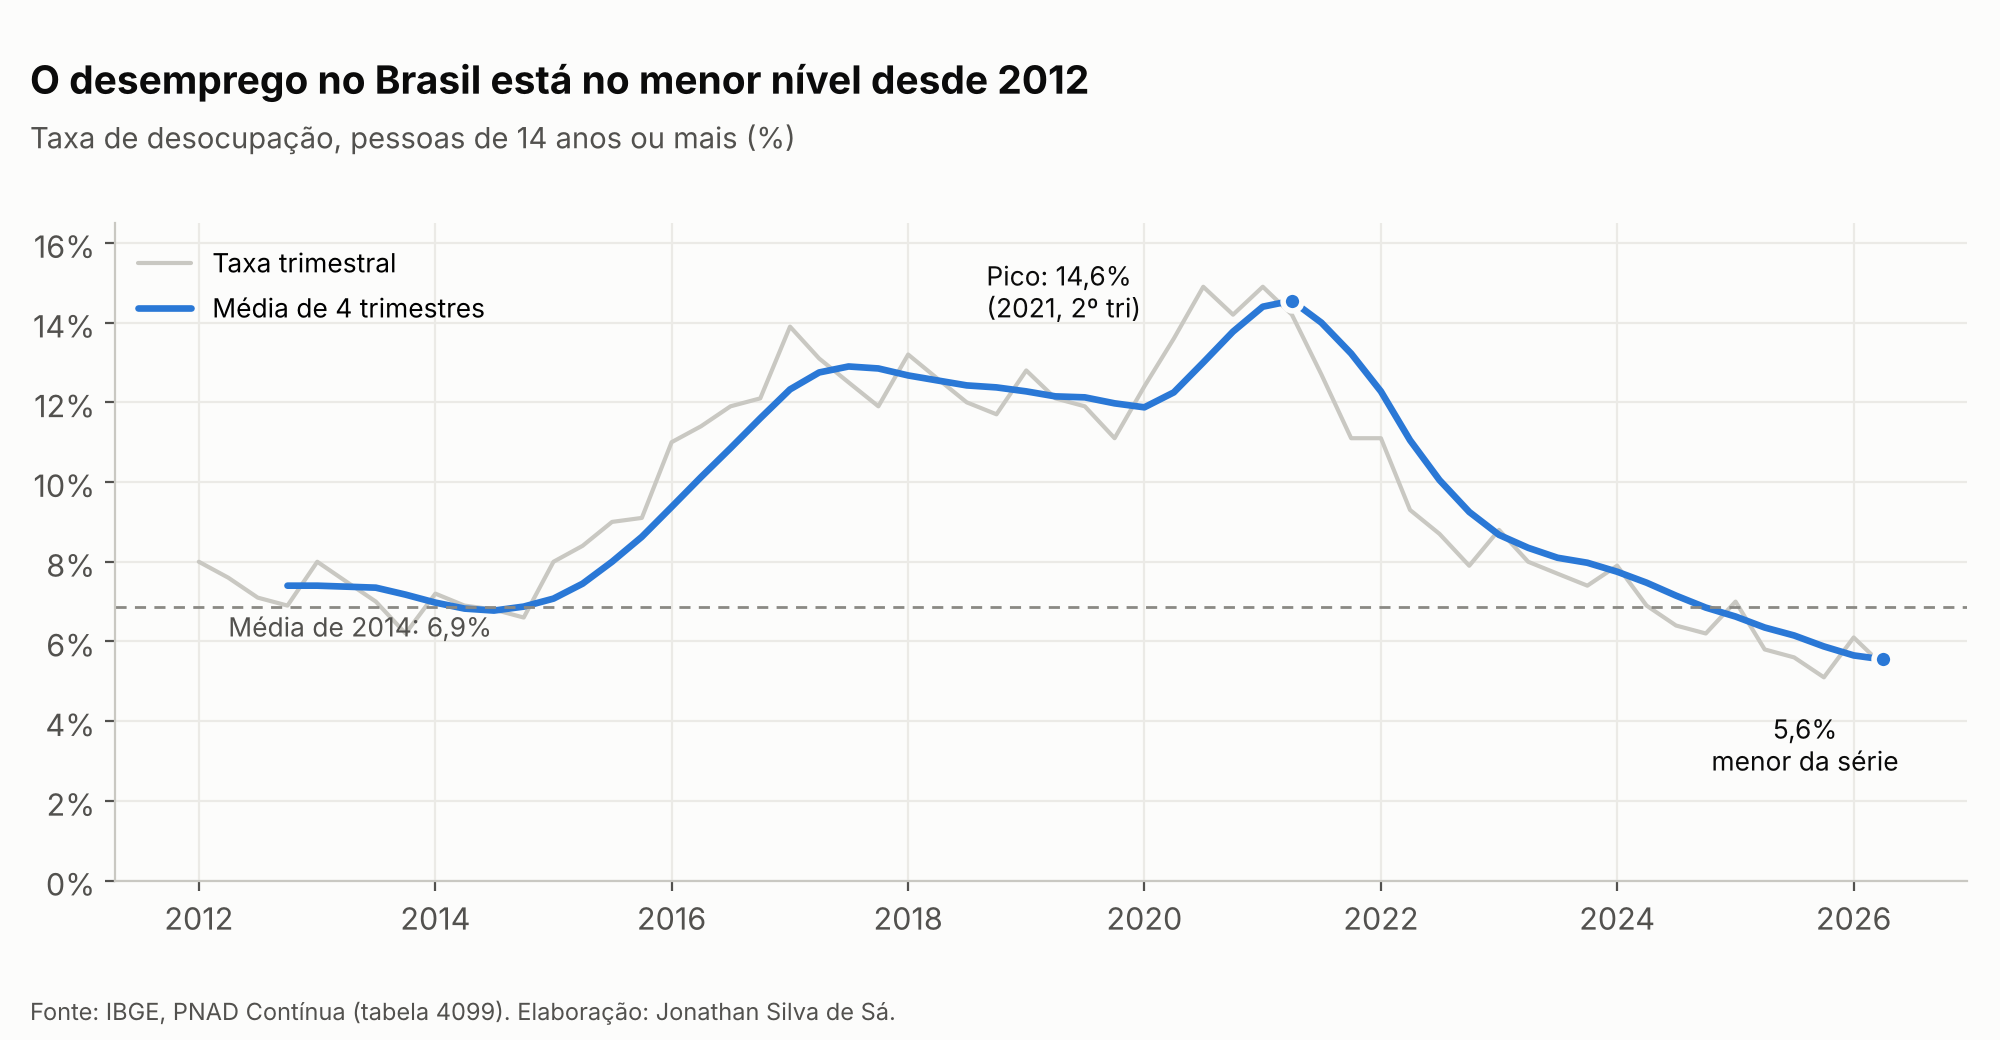 O desemprego no Brasil está no menor nível desde 2012
Taxa de desocupação, pessoas de 14 anos ou mais (%)
Taxa trimestral
Média de 4 trimestres
Pico: 14,6%
(2021, 2º tri)
16%
14%
12%
10%
8%
6%
4%
2%
0%
Média de 2014: 6,9%
5,6%
menor da série
2012
2014
2016
2018
2020
2022
2024
2026
Fonte: IBGE, PNAD Contínua (tabela 4099). Elaboração: Jonathan Silva de Sá.